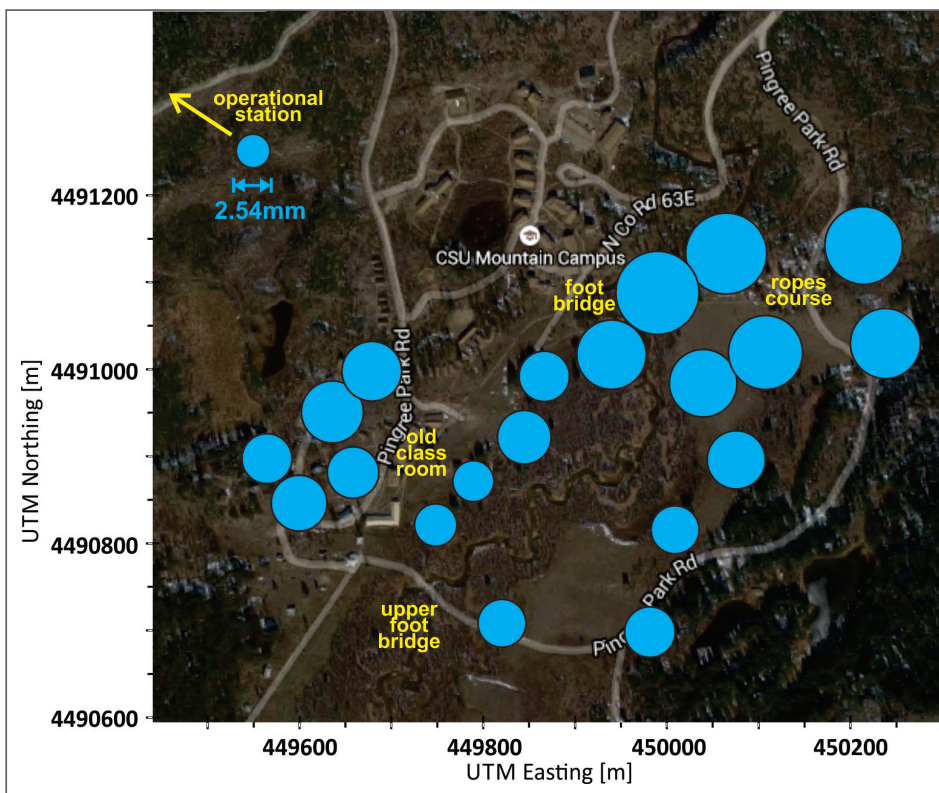 operational
station
2.54mm
Pingree Park Rd
N Co Rd 63E
CSU Mountain Campus
foot
bridge
ropes
course
Pingree Park Rd
old
class
room
upper
foot
bridge
Park Rd
UTM Northing [m]
4491200
4491000
4490800
4490600
449600
449800
450000
450200
UTM Easting [m]